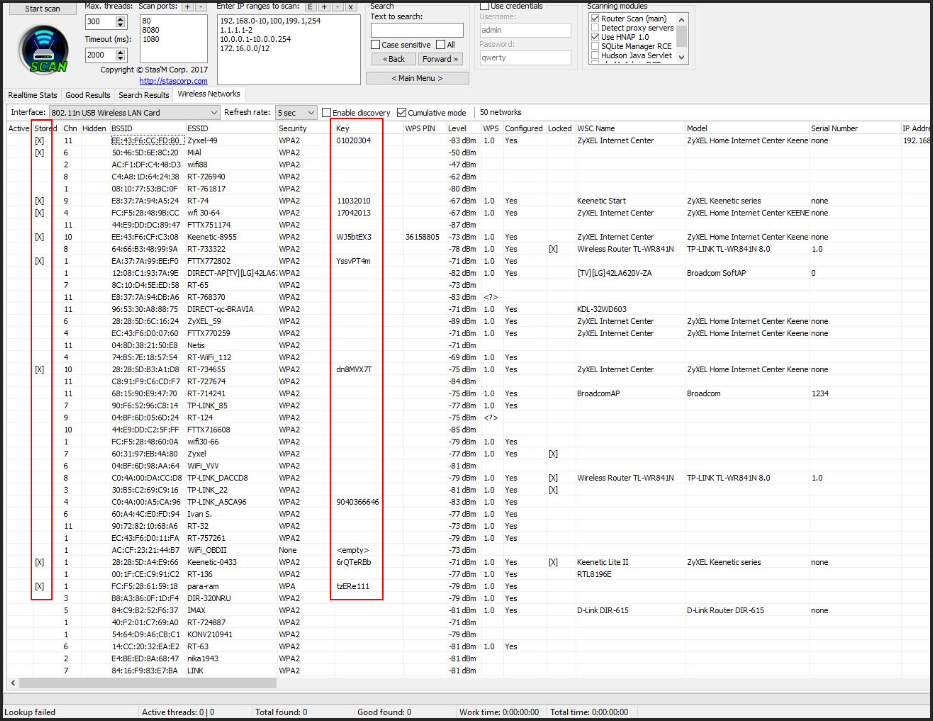 Start scan Max. threads: Scan ports: + - Enter IP ranges to scan: E + - x Search Use credentials Scanning modules
300 80 192.168.0-10,100,199.1,254 Text to search: Username: [X] Router Scan (main)
8080 1.1.1.1-2 admin Detect proxy servers
Timeout (ms): 1080 10.0.0.1-10.0.0.254 Case sensitive All Password: Use HNAP 1.0
2000 172.16.0.0/12 « Back Forward » qwerty SQLite Manager RCE
SCAN Copyright © Stas'M Corp. 2017 < Main Menu > Hudson Java Servlet
http://stascorp.com
Realtime Stats Good Results Search Results Wireless Networks
Interface: 802.11n USB Wireless LAN Card Refresh rate: 5 sec Enable discovery Cumulative mode 50 networks
Active Stored Chn Hidden BSSID ESSID Security Key WPS PIN Level WPS Configured Locked WSC Name Model Serial Number IP Addre
[X] 11 EE:43:F6:CC:FD:B0 Zyxel-49 WPA2 01020304 -83 dBm 1.0 Yes ZyXEL Internet Center ZyXEL Home Internet Center KEENE none 192.168
[X] 6 50:46:5D:6E:8C:20 MiAl WPA2 -50 dBm
2 AC:F1:DF:C4:48:D3 wifi88 WPA2 -47 dBm
8 C4:A8:1D:64:24:38 RT-726940 WPA2 -62 dBm
1 08:10:77:53:BC:0F RT-761817 WPA2 -80 dBm
[X] 9 E8:37:7A:94:A5:24 RT-74 WPA2 11032010 -67 dBm 1.0 Yes Keenetic Start ZyXEL Keenetic series none
[X] 4 FC:F5:28:48:9B:CC wfi 30-64 WPA2 17042013 -67 dBm 1.0 Yes ZyXEL Internet Center ZyXEL Home Internet Center KEENE none
11 44:E9:DD:DC:89:47 FTTX751174 WPA2 -87 dBm
[X] 10 EE:43:F6:CF:C3:08 Keenetic-8955 WPA2 WJ5btEX3 36158805 -73 dBm 1.0 Yes ZyXEL Internet Center ZyXEL Home Internet Center Keene none
8 64:66:B3:48:99:9A RT-733322 WPA2 -78 dBm 1.0 Yes [X] Wireless Router TL-WR841N TP-LINK TL-WR841N 8.0 1.0
[X] 1 EA:37:7A:99:BE:F0 FTTX772802 WPA2 YssvPT4m -71 dBm 1.0 Yes
1 12:08:C1:93:7A:9E DIRECT-AP[TV][LG]42LA6 WPA2 -82 dBm 1.0 Yes [TV][LG]42LA620V-ZA Broadcom SoftAP 0
7 8C:10:D4:5E:ED:58 RT-65 WPA2 -73 dBm
11 E8:37:7A:94:DB:A6 RT-768370 WPA2 -83 dBm <?>
11 96:53:30:A8:88:75 DIRECT-qc-BRAVIA WPA2 -71 dBm 1.0 Yes KDL-32WD603
6 28:28:5D:6C:16:24 ZyXEL_59 WPA2 -89 dBm 1.0 Yes ZyXEL Internet Center ZyXEL Home Internet Center Keene none
4 EC:43:F6:D0:07:60 FTTX770259 WPA2 -71 dBm 1.0 Yes ZyXEL Internet Center ZyXEL Home Internet Center Keene none
11 04:8D:38:21:50:E8 Netis WPA2 -71 dBm
4 74:B5:7E:18:57:54 RT-WiFi_112 WPA2 -69 dBm 1.0 Yes
[X] 10 28:28:5D:B3:A1:D8 RT-734655 WPA2 dn8MVX7T -75 dBm 1.0 Yes ZyXEL Internet Center ZyXEL Home Internet Center Keene none
11 C8:91:F9:C6:CD:F7 RT-727674 WPA2 -84 dBm
11 68:15:90:E9:47:70 RT-714241 WPA2 -75 dBm 1.0 Yes BroadcomAP Broadcom 1234
7 90:F6:52:96:C8:14 TP-LINK_85 WPA2 -77 dBm 1.0 Yes
9 04:BF:6D:05:6D:24 RT-124 WPA2 -75 dBm <?>
10 44:E9:DD:C2:5F:FF FTTX716608 WPA2 -85 dBm
1 FC:F5:28:48:60:0A wifi30-66 WPA2 -79 dBm 1.0 Yes
7 60:31:97:EB:4A:80 Zyxel WPA2 -77 dBm 1.0 Yes [X]
6 04:BF:6D:98:AA:64 WiFi_VVV WPA2 -81 dBm
8 C0:4A:00:DA:CC:D8 TP-LINK_DACCD8 WPA2 -79 dBm 1.0 Yes [X] Wireless Router TL-WR841N TP-LINK TL-WR841N 8.0 1.0
3 30:B5:C2:69:C9:16 TP-LINK_22 WPA2 -81 dBm 1.0 Yes [X]
4 C0:4A:00:A5:CA:96 TP-LINK_A5CA96 WPA2 9040366646 -83 dBm 1.0 Yes
6 60:A4:4C:E0:FD:94 Ivan S. WPA2 -77 dBm 1.0 Yes
11 90:72:82:10:68:A6 RT-32 WPA2 -73 dBm
1 EC:43:F6:D0:11:FA RT-757261 WPA2 -79 dBm 1.0 Yes
1 AC:CF:23:21:44:B7 WiFi_OBDII None <empty> -73 dBm
[X] 1 28:28:5D:A4:E9:66 Keenetic-0433 WPA2 6rQTeRBb -71 dBm 1.0 Yes [X] Keenetic Lite II ZyXEL Keenetic series none
1 00:1F:CE:C9:91:C2 RT-136 WPA2 -77 dBm 1.0 Yes RTL8196E
[X] 1 FC:F5:28:61:59:18 para-ram WPA tzERe111 -79 dBm 1.0 Yes
3 B8:A3:86:0F:1D:F4 DIR-320NRU WPA2 -79 dBm 1.0 Yes
5 84:C9:B2:52:F6:37 IMAX WPA2 -81 dBm 1.0 Yes D-Link DIR-615 D-Link Router DIR-615 none
1 40:F2:01:C7:69:A0 RT-724887 WPA2 -71 dBm
1 54:64:D9:A6:CB:C1 KONV210941 WPA2 -79 dBm
6 14:CC:20:32:EA:E2 RT-63 WPA2 -81 dBm 1.0 Yes
2 E4:BE:ED:8A:68:47 nika1943 WPA2 -81 dBm
7 84:16:F9:83:E7:BA LINK WPA2 -81 dBm
Lookup failed Active threads: 0 | 0 Total found: 0 Good found: 0 Work time: 0:00:00:00 Total time: 0:00:00:00